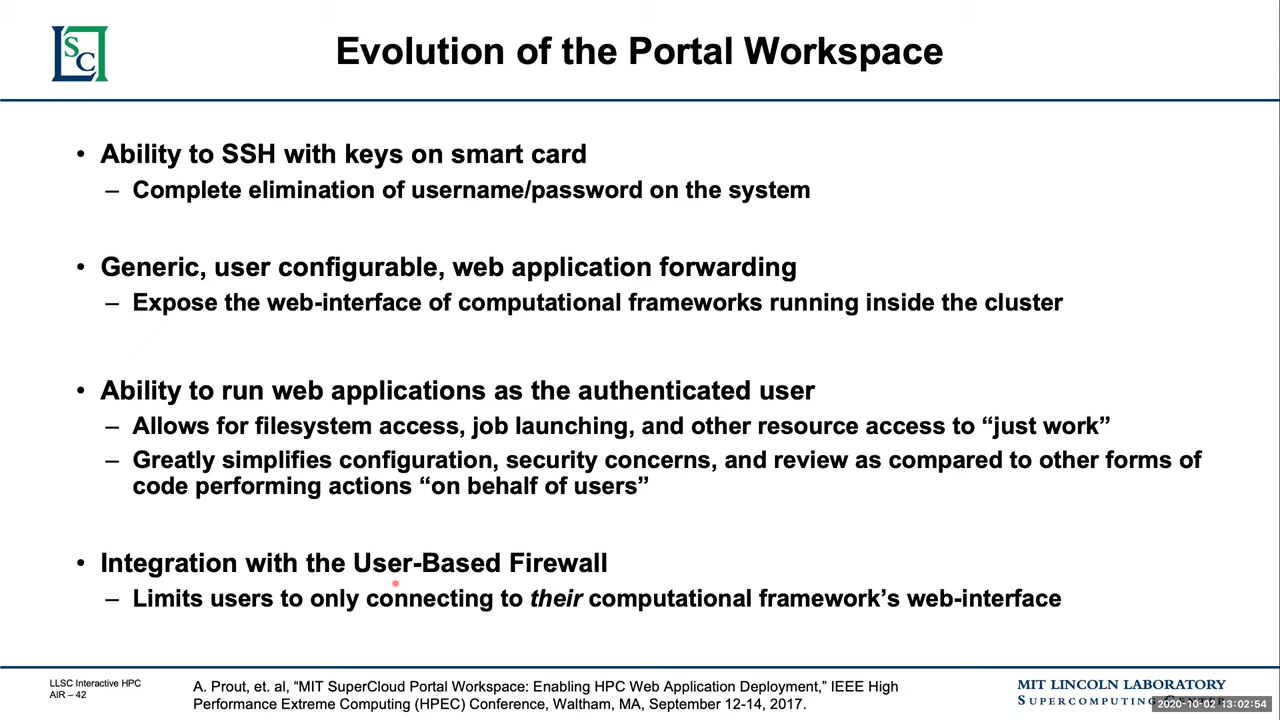 LSC
Evolution of the Portal Workspace
• Ability to SSH with keys on smart card
– Complete elimination of username/password on the system
• Generic, user configurable, web application forwarding
– Expose the web-interface of computational frameworks running inside the cluster
• Ability to run web applications as the authenticated user
– Allows for filesystem access, job launching, and other resource access to “just work”
– Greatly simplifies configuration, security concerns, and review as compared to other forms of
code performing actions “on behalf of users”
• Integration with the User-Based Firewall
– Limits users to only connecting to their computational framework’s web-interface
LLSC Interactive HPC
AIR – 42
A. Prout, et. al, “MIT SuperCloud Portal Workspace: Enabling HPC Web Application Deployment,” IEEE High
Performance Extreme Computing (HPEC) Conference, Waltham, MA, September 12-14, 2017.
MIT LINCOLN LABORATORY
SUPERCOMPUTING
2020-10-02 13:02:54